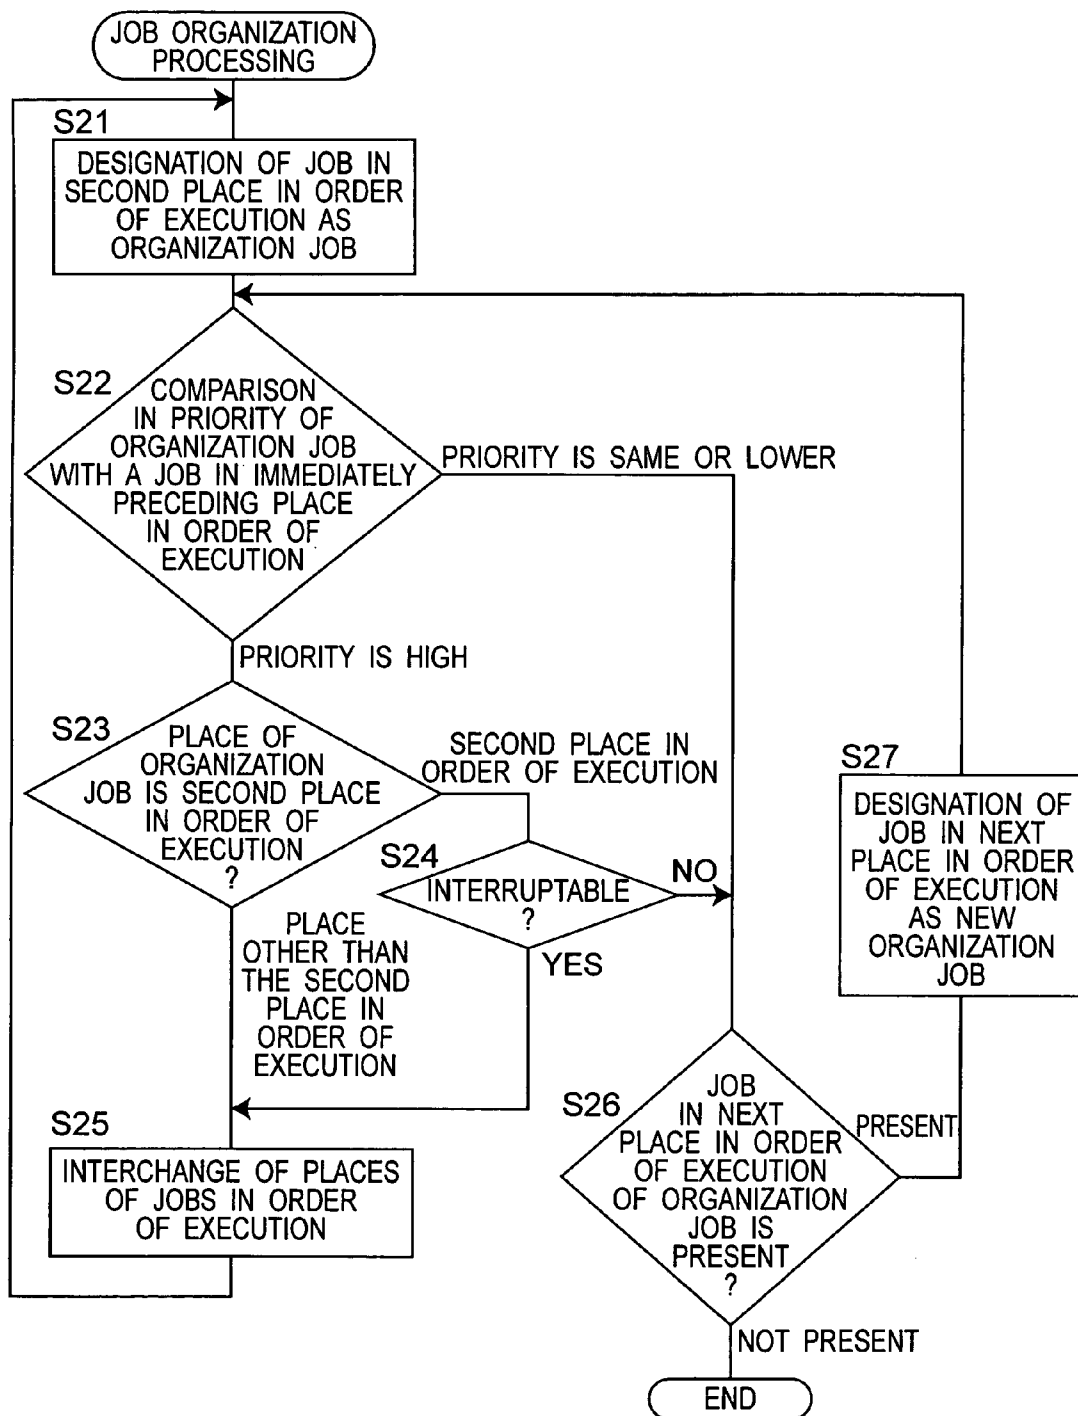 JOB ORGANIZATION
PROCESSING
S21
DESIGNATION OF JOB IN
SECOND PLACE IN ORDER
OF EXECUTION AS
ORGANIZATION JOB
S22
COMPARISON
IN PRIORITY OF
ORGANIZATION JOB
WITH A JOB IN IMMEDIATELY
PRECEDING PLACE
IN ORDER OF
EXECUTION
PRIORITY IS SAME OR LOWER
PRIORITY IS HIGH
S23
PLACE OF
ORGANIZATION
JOB IS SECOND PLACE
IN ORDER OF
EXECUTION
?
SECOND PLACE IN
ORDER OF EXECUTION
S24
INTERRUPTABLE
?
NO
YES
PLACE
OTHER THAN
THE SECOND
PLACE IN
ORDER OF
EXECUTION
S25
INTERCHANGE OF PLACES
OF JOBS IN ORDER
OF EXECUTION
S26
JOB
IN NEXT
PLACE IN ORDER
OF EXECUTION
OF ORGANIZATION
JOB IS
PRESENT
?
PRESENT
S27
DESIGNATION OF
JOB IN NEXT
PLACE IN ORDER
OF EXECUTION
AS NEW
ORGANIZATION
JOB
NOT PRESENT
END